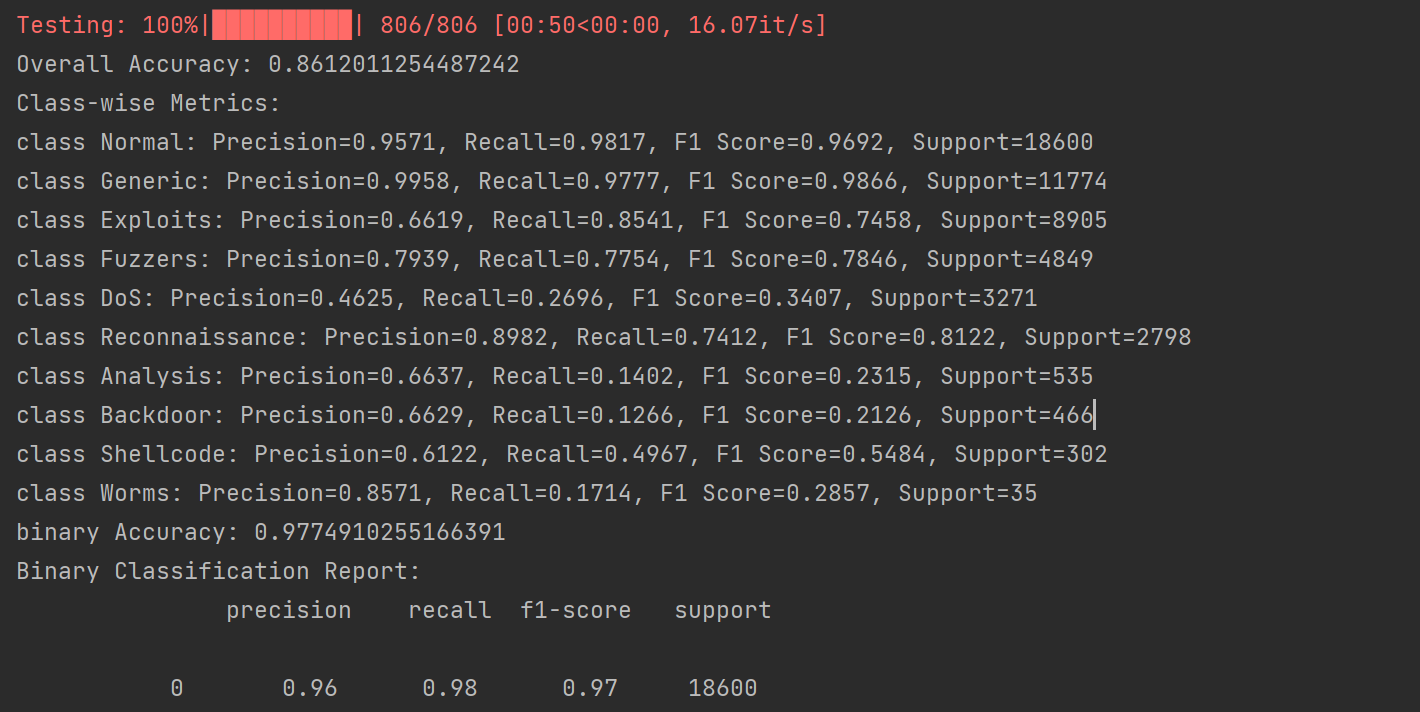 Testing: 100%|██████████| 806/806 [00:50<00:00, 16.07it/s]
Overall Accuracy: 0.8612011254487242
Class-wise Metrics:
class Normal: Precision=0.9571, Recall=0.9817, F1 Score=0.9692, Support=18600
class Generic: Precision=0.9958, Recall=0.9777, F1 Score=0.9866, Support=11774
class Exploits: Precision=0.6619, Recall=0.8541, F1 Score=0.7458, Support=8905
class Fuzzers: Precision=0.7939, Recall=0.7754, F1 Score=0.7846, Support=4849
class DoS: Precision=0.4625, Recall=0.2696, F1 Score=0.3407, Support=3271
class Reconnaissance: Precision=0.8982, Recall=0.7412, F1 Score=0.8122, Support=2798
class Analysis: Precision=0.6637, Recall=0.1402, F1 Score=0.2315, Support=535
class Backdoor: Precision=0.6629, Recall=0.1266, F1 Score=0.2126, Support=466
class Shellcode: Precision=0.6122, Recall=0.4967, F1 Score=0.5484, Support=302
class Worms: Precision=0.8571, Recall=0.1714, F1 Score=0.2857, Support=35
binary Accuracy: 0.9774910255166391
Binary Classification Report:
precision recall f1-score support
0 0.96 0.98 0.97 18600